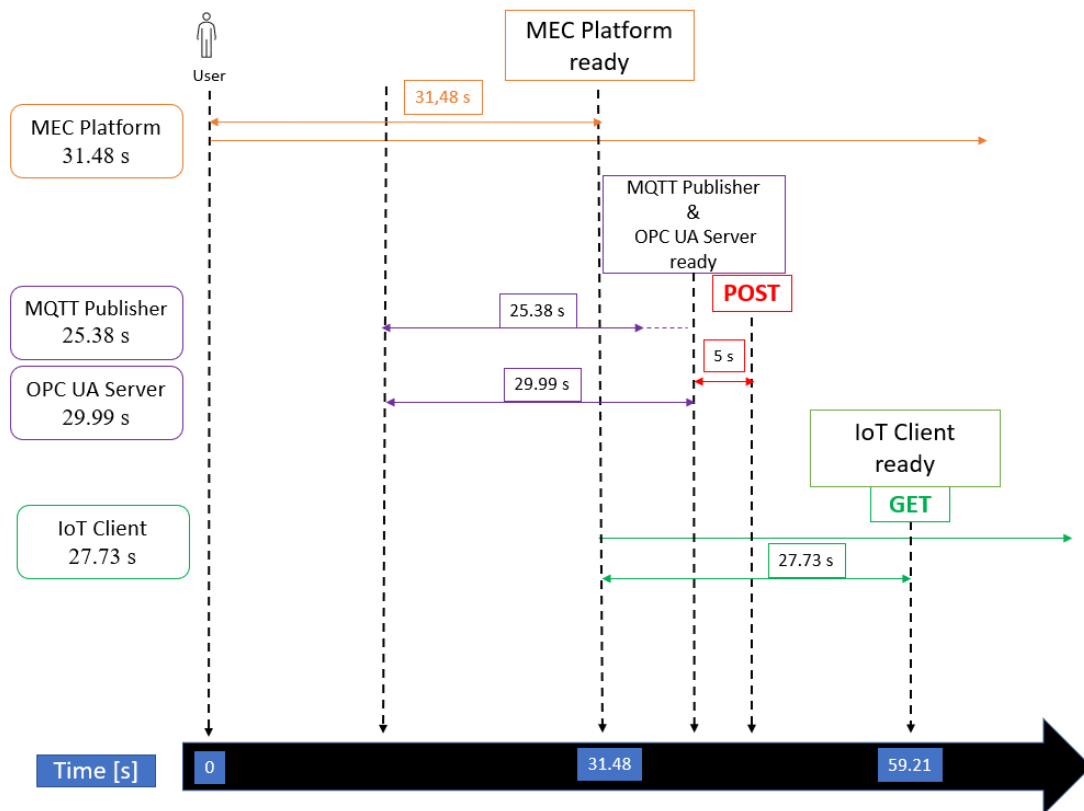 User
MEC Platform
ready
31,48 s
MEC Platform
31.48 s
MQTT Publisher
&
OPC UA Server
ready
POST
MQTT Publisher
25.38 s
25.38 s
5 s
OPC UA Server
29.99 s
29.99 s
IoT Client
ready
GET
IoT Client
27.73 s
27.73 s
Time [s]
0
31.48
59.21